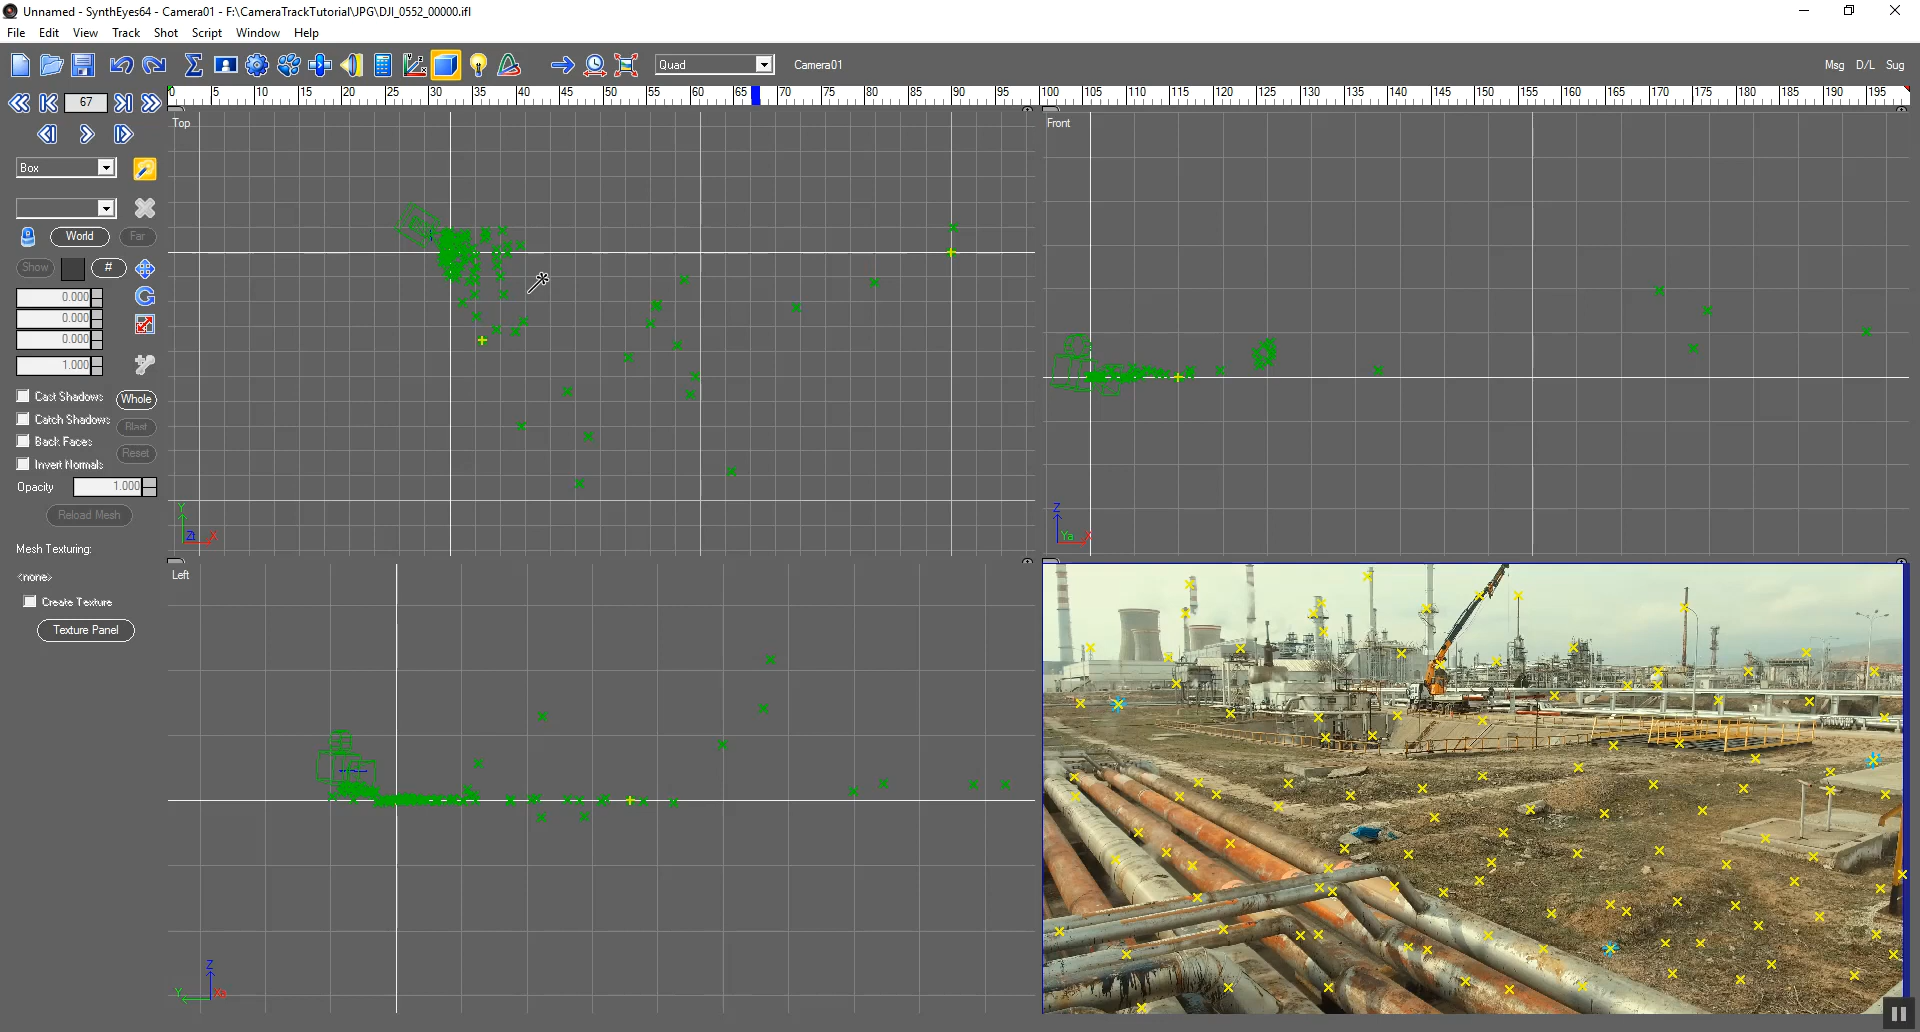 Unnamed - SynthEyes64 - Camera01 - F:\CameraTrackTutorial\JPG\DJI_0552_00000.ifl
File Edit View Track Shot Script Window Help
Quad Camera01 Msg D/L Sug
67 0 5 10 15 20 25 30 35 40 45 50 55 60 65 70 75 80 85 90 95 100 105 110 115 120 125 130 135 140 145 150 155 160 165 170 175 180 185 190 195
Top Front
Box
World Far
Show #
0.000
0.000
0.000
1.000
Cast Shadows Whole
Catch Shadows Blast
Back Faces
Reset
Invert Normals
Opacity 1.000
Reload Mesh
Y Z
X
Mesh Texturing:
<none>
Create Texture
Texture Panel
Left
Z
Y